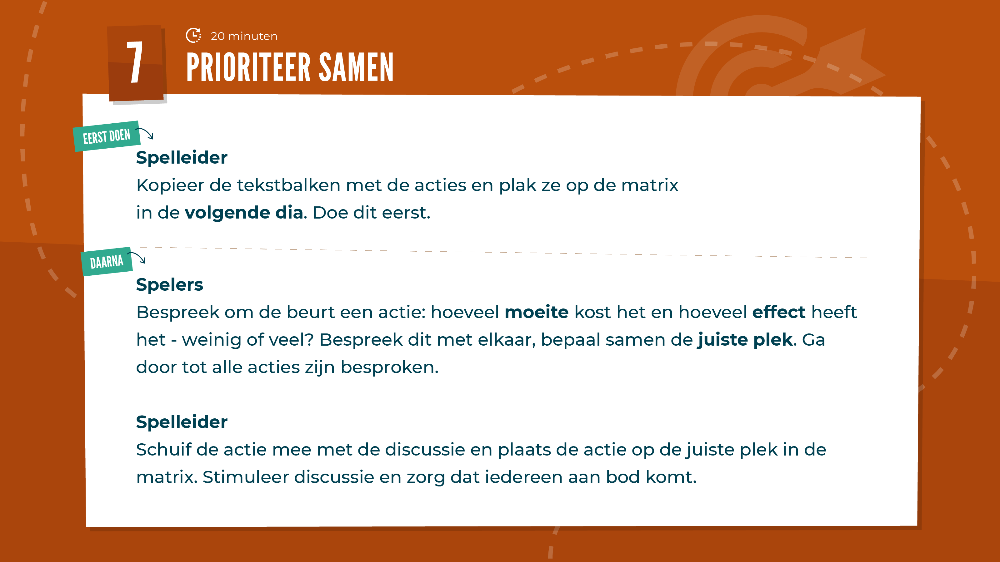 7
20 minuten
PRIORITEER SAMEN
EERST DOEN
Spelleider
Kopieer de tekstbalken met de acties en plak ze op de matrix
in de volgende dia. Doe dit eerst.
DAARNA
Spelers
Bespreek om de beurt een actie: hoeveel moeite kost het en hoeveel effect heeft
het - weinig of veel? Bespreek dit met elkaar, bepaal samen de juiste plek. Ga
door tot alle acties zijn besproken.
Spelleider
Schuif de actie mee met de discussie en plaats de actie op de juiste plek in de
matrix. Stimuleer discussie en zorg dat iedereen aan bod komt.